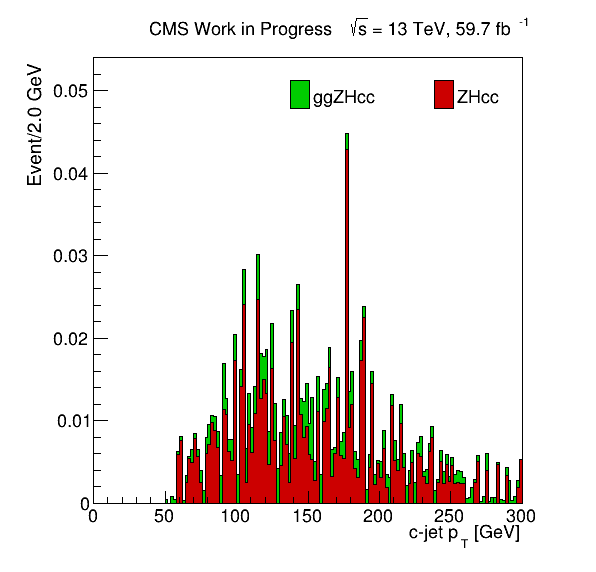 CMS Work in Progress √s = 13 TeV, 59.7 fb -1
Event/2.0 GeV
ggZHcc ZHcc
0.05
0.04
0.03
0.02
0.01
0
0 50 100 150 200 250 300
c-jet p_T [GeV]